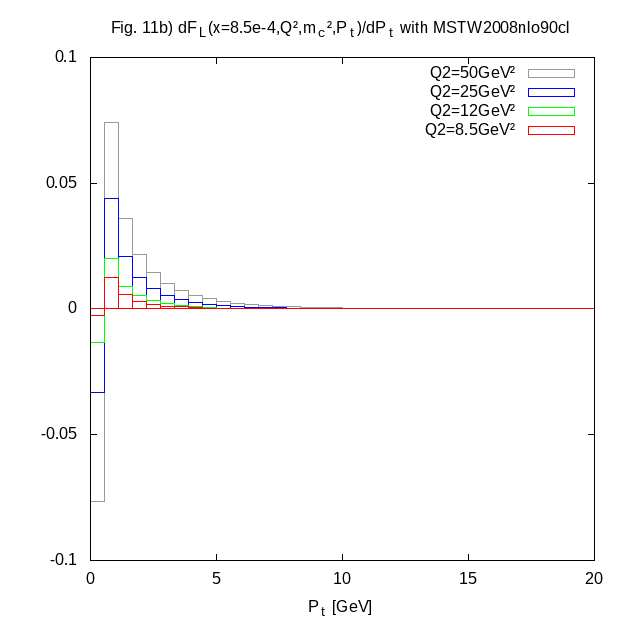 Fig. 11b) dF_L(x=8.5e-4,Q²,m_c²,P_t)/dP_t with MSTW2008nlo90cl
0.1
Q2=50GeV²
Q2=25GeV²
Q2=12GeV²
Q2=8.5GeV²
0.05
0
-0.05
-0.1
0 5 10 15 20
P_t [GeV]